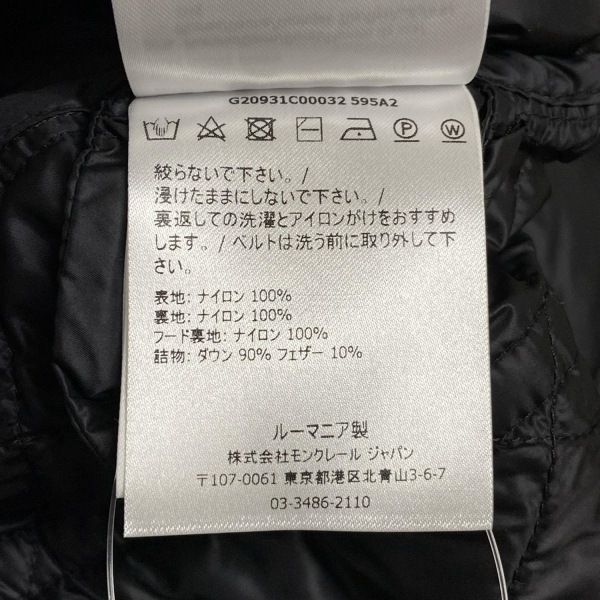 G20931C00032 595A2
P W
絞らないで下さい。/
浸けたままにしないで下さい。/
裏返しての洗濯とアイロンがけをおすすめ
します。/ ベルトは洗う前に取り外して下
さい。
表地: ナイロン 100%
裏地: ナイロン 100%
フード裏地: ナイロン 100%
詰物: ダウン 90% フェザー 10%
ルーマニア製
株式会社モンクレール ジャパン
〒107-0061 東京都港区北青山3-6-7
03-3486-2110